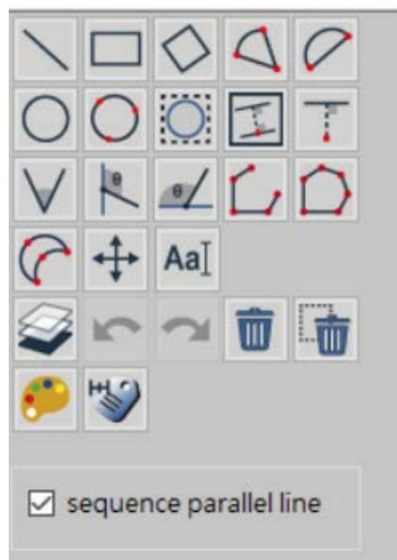 θ
θ
Aa
sequence parallel line